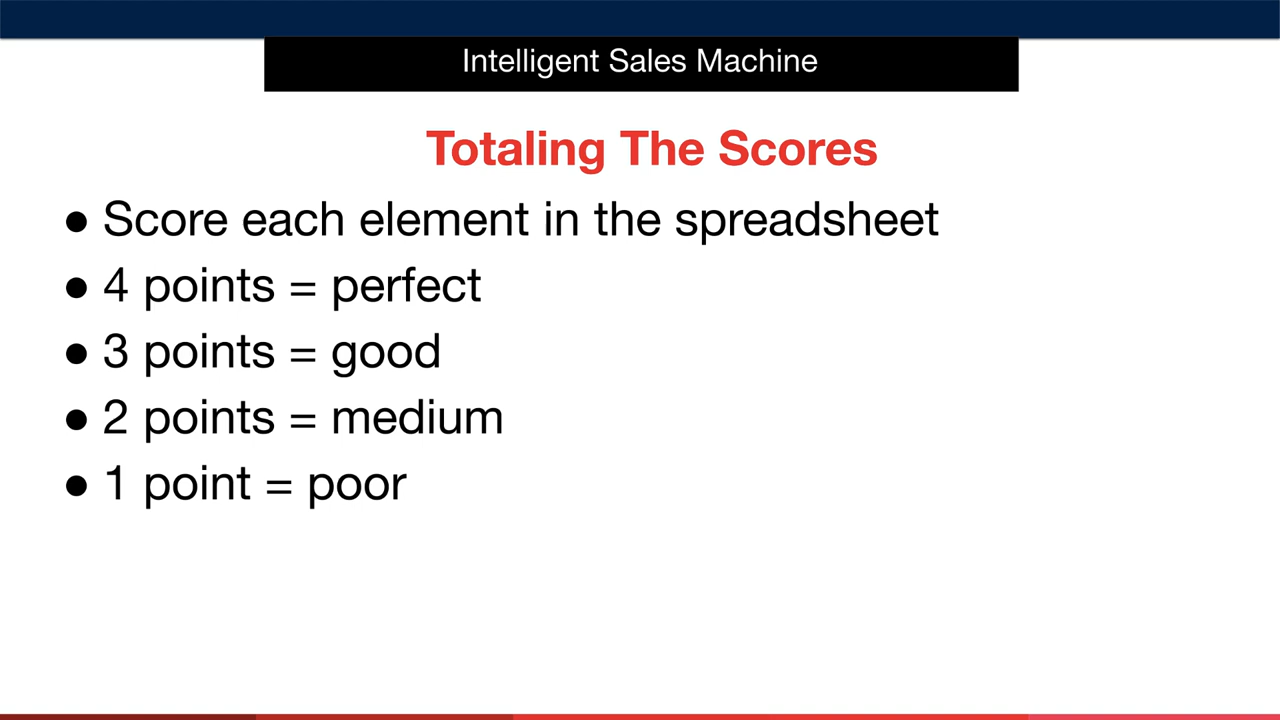 Intelligent Sales Machine
Totaling The Scores
● Score each element in the spreadsheet
● 4 points = perfect
● 3 points = good
● 2 points = medium
● 1 point = poor